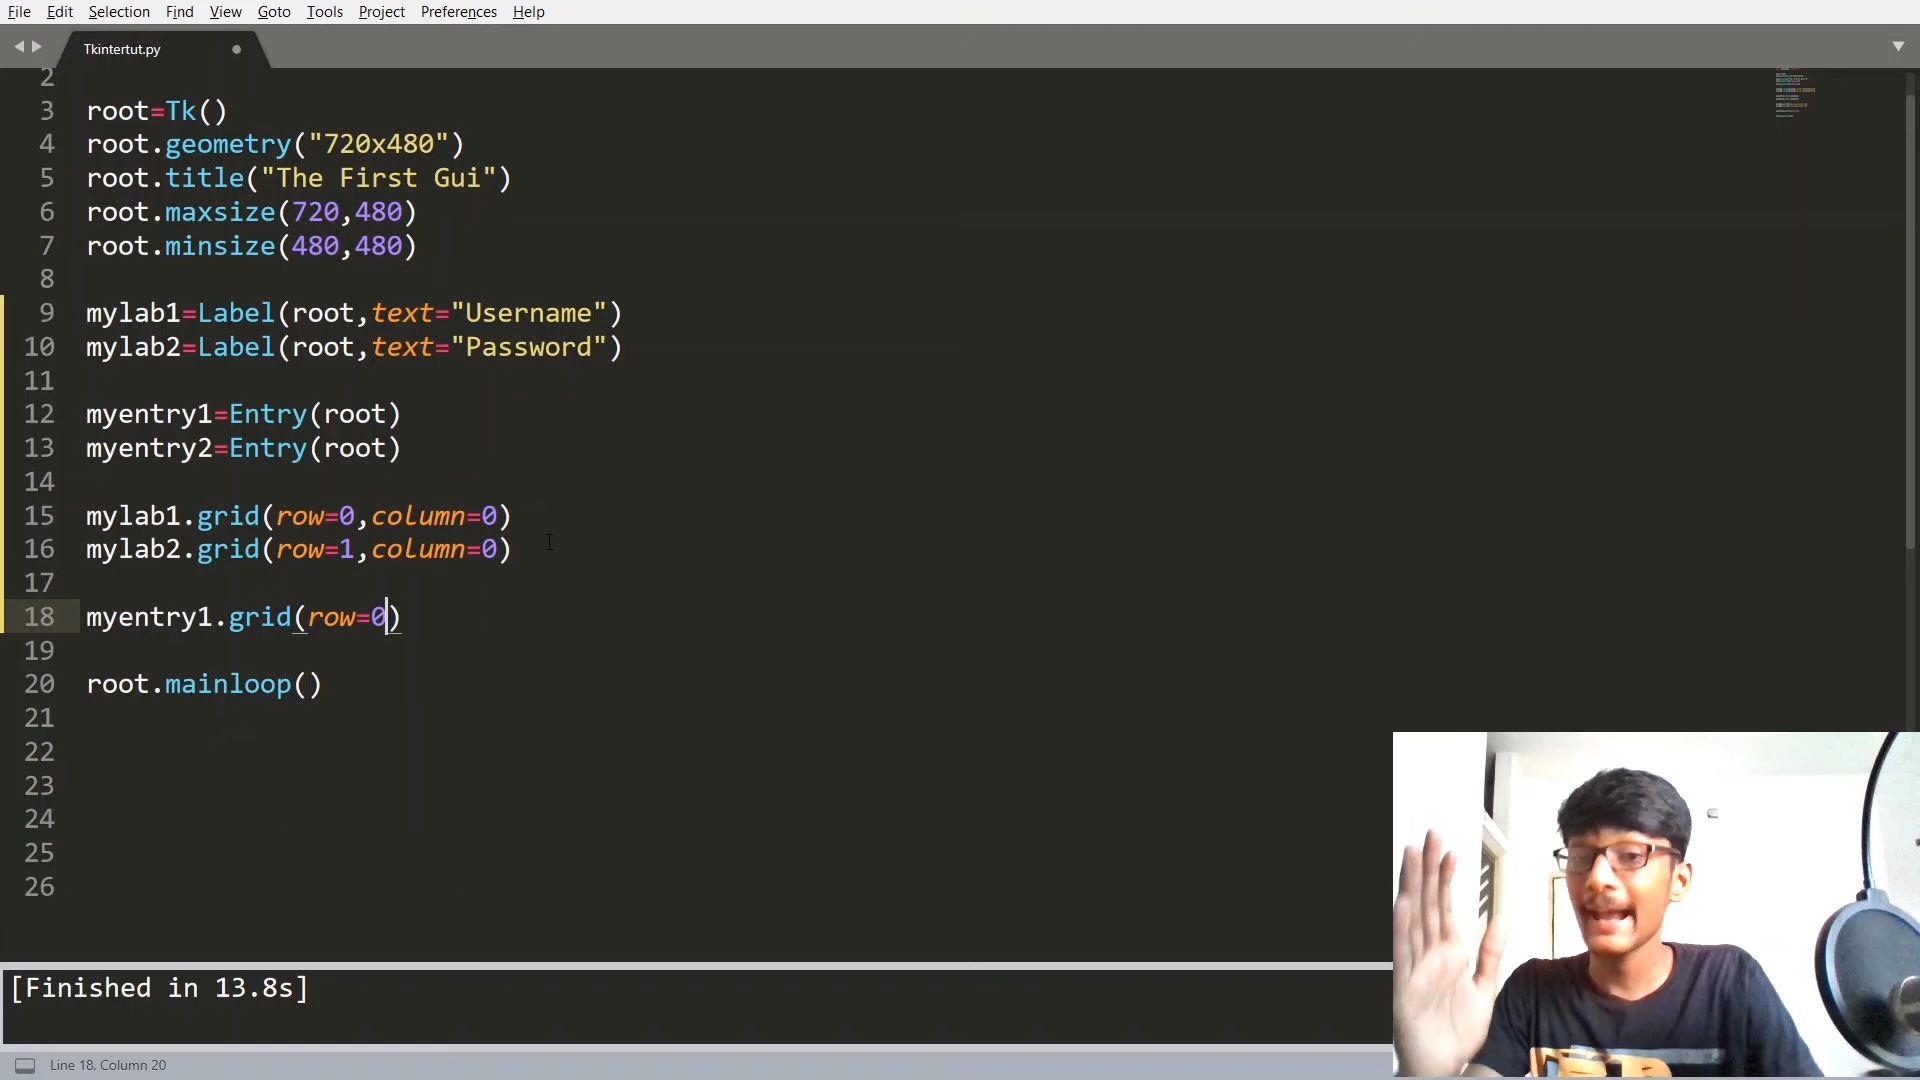 File Edit Selection Find View Goto Tools Project Preferences Help
Tkintertut.py
2
3 root=Tk()
4 root.geometry("720x480")
5 root.title("The First Gui")
6 root.maxsize(720,480)
7 root.minsize(480,480)
8
9 mylab1=Label(root,text="Username")
10 mylab2=Label(root,text="Password")
11
12 myentry1=Entry(root)
13 myentry2=Entry(root)
14
15 mylab1.grid(row=0,column=0)
16 mylab2.grid(row=1,column=0)
17
18 myentry1.grid(row=0)
19
20 root.mainloop()
21
22
23
24
25
26
[Finished in 13.8s]
Line 18, Column 20